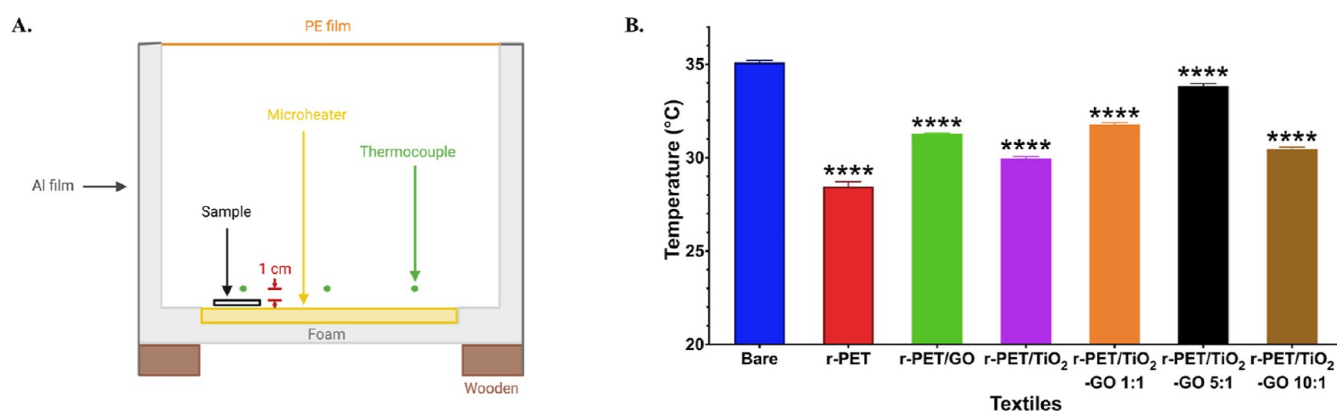 A.
PE film
Microheater
Thermocouple
Al film
Sample
1 cm
Foam
Wooden
B.
Temperature (°C)
35
30
25
20
****
****
****
****
****
****
Bare
r-PET
r-PET/GO
r-PET/TiO₂
r-PET/TiO₂
-GO 1:1
r-PET/TiO₂
-GO 5:1
r-PET/TiO₂
-GO 10:1
Textiles